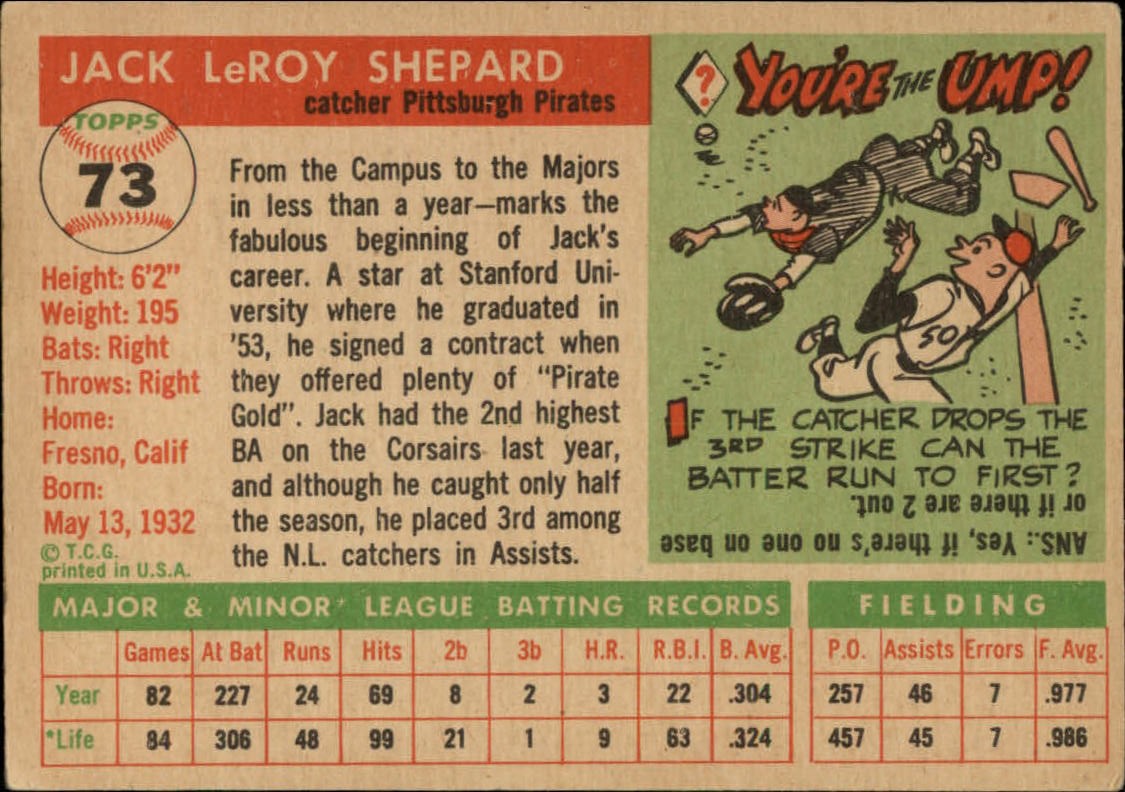 JACK LeROY SHEPARD
catcher Pittsburgh Pirates
TOPPS
73
Height: 6'2"
Weight: 195
Bats: Right
Throws: Right
Home:
Fresno, Calif
Born:
May 13, 1932
© T.C.G.
printed in U.S.A.
From the Campus to the Majors
in less than a year—marks the
fabulous beginning of Jack's
career. A star at Stanford Uni-
versity where he graduated in
'53, he signed a contract when
they offered plenty of "Pirate
Gold". Jack had the 2nd highest
BA on the Corsairs last year,
and although he caught only half
the season, he placed 3rd among
the N.L. catchers in Assists.
? YOU'RE THE UMP!
50
IF THE CATCHER DROPS THE
3RD STRIKE CAN THE
BATTER RUN TO FIRST?
ANS.: Yes, if there's no one on base
or if there are 2 out.
MAJOR & MINOR* LEAGUE BATTING RECORDS
Games At Bat Runs Hits 2b 3b H.R. R.B.I. B. Avg.
Year 82 227 24 69 8 2 3 22 .304
*Life 84 306 48 99 21 1 9 63 .324
FIELDING
P.O. Assists Errors F. Avg.
257 46 7 .977
457 45 7 .986